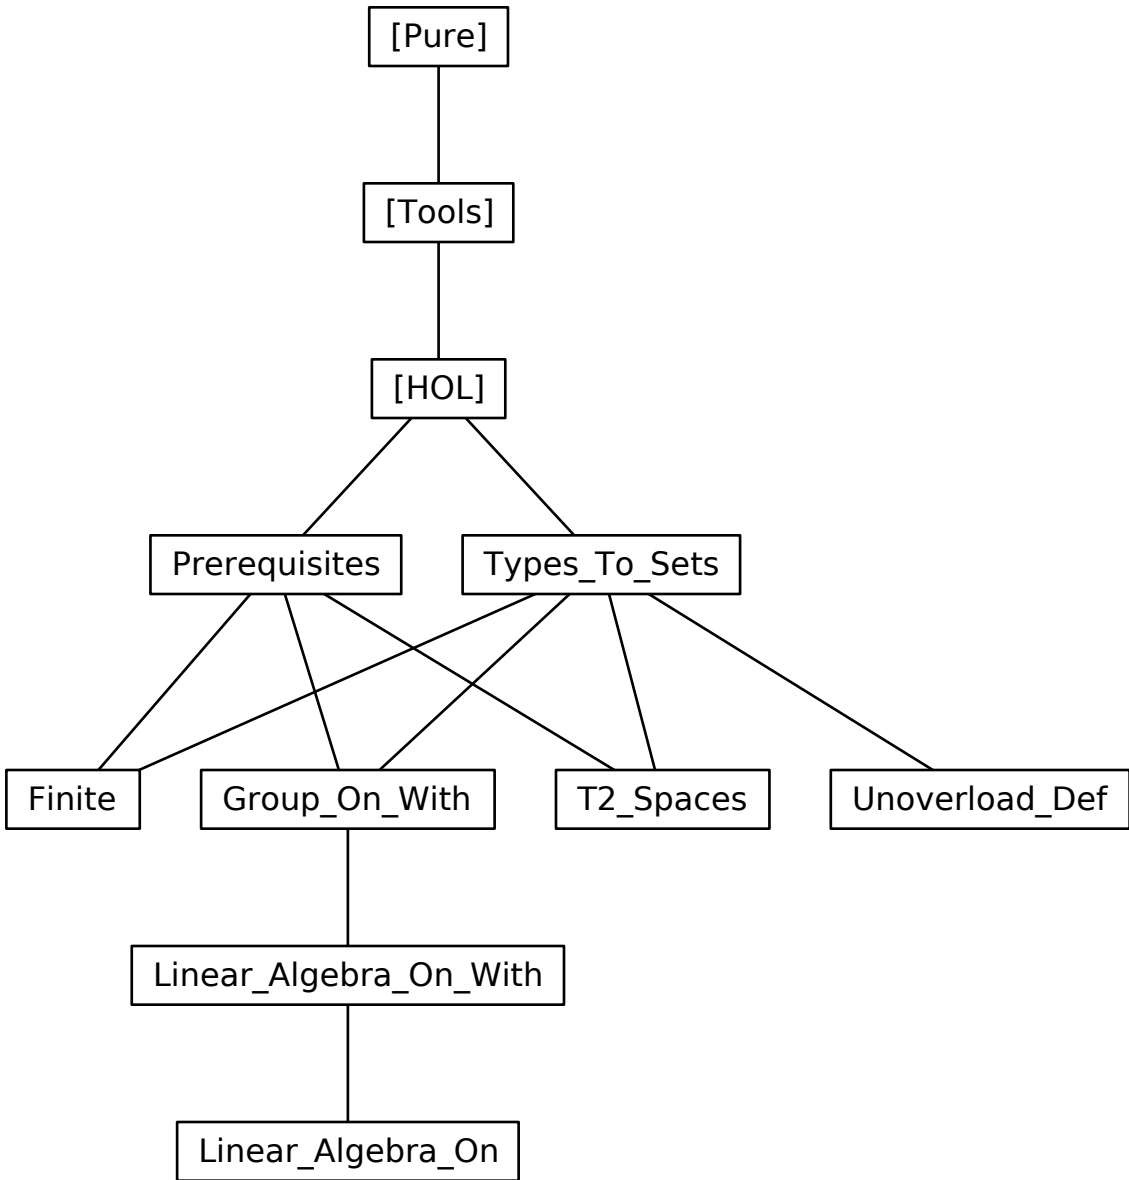 [Pure]
[Tools]
[HOL]
Prerequisites
Types_To_Sets
Finite
Group_On_With
T2_Spaces
Unoverload_Def
Linear_Algebra_On_With
Linear_Algebra_On